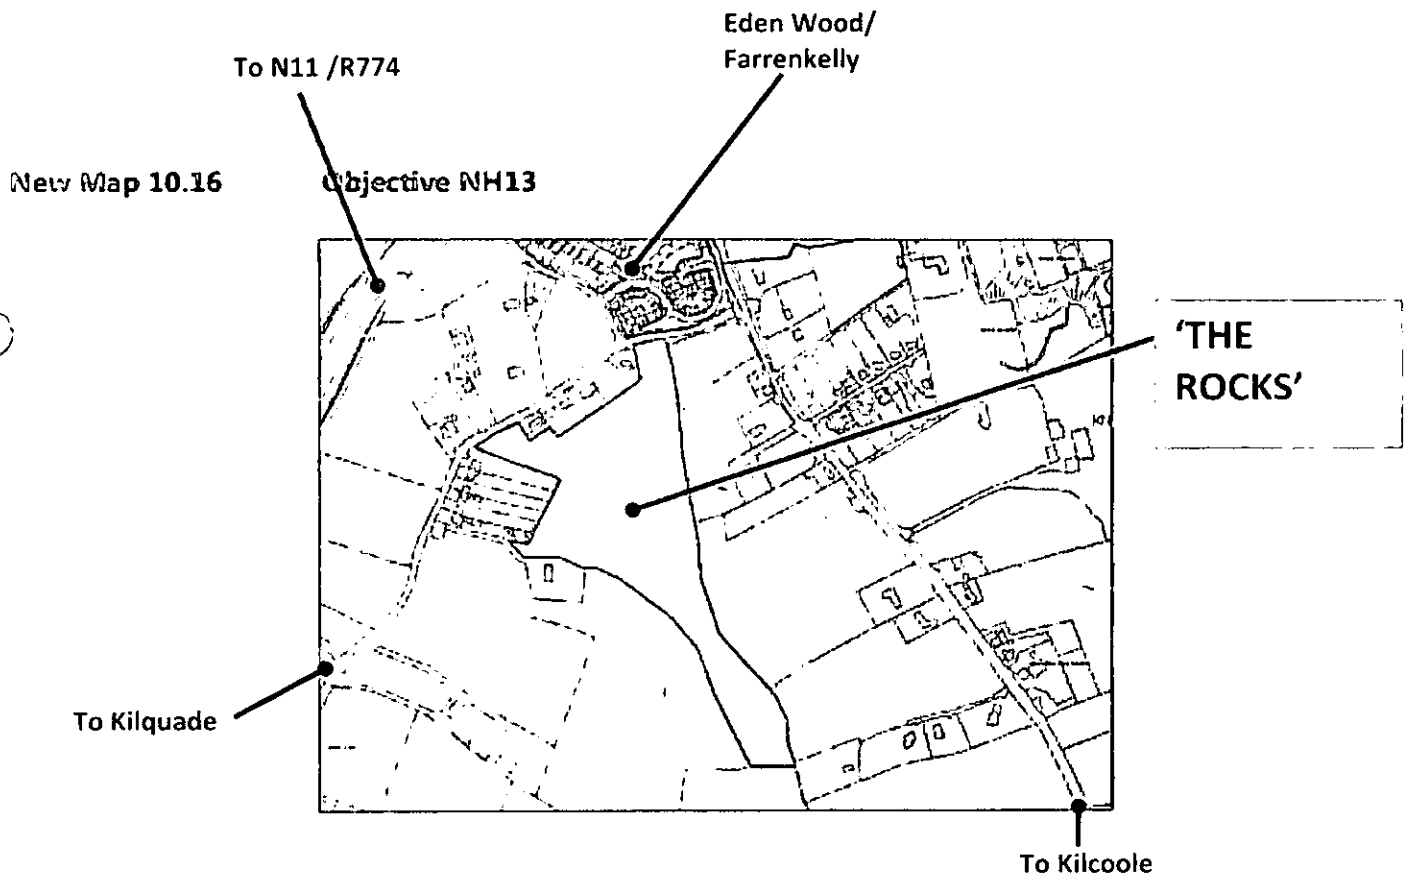 Eden Wood/
Farrenkelly
To N11 /R774
New Map 10.16 Objective NH13
‘THE
ROCKS’
To Kilquade
To Kilcoole